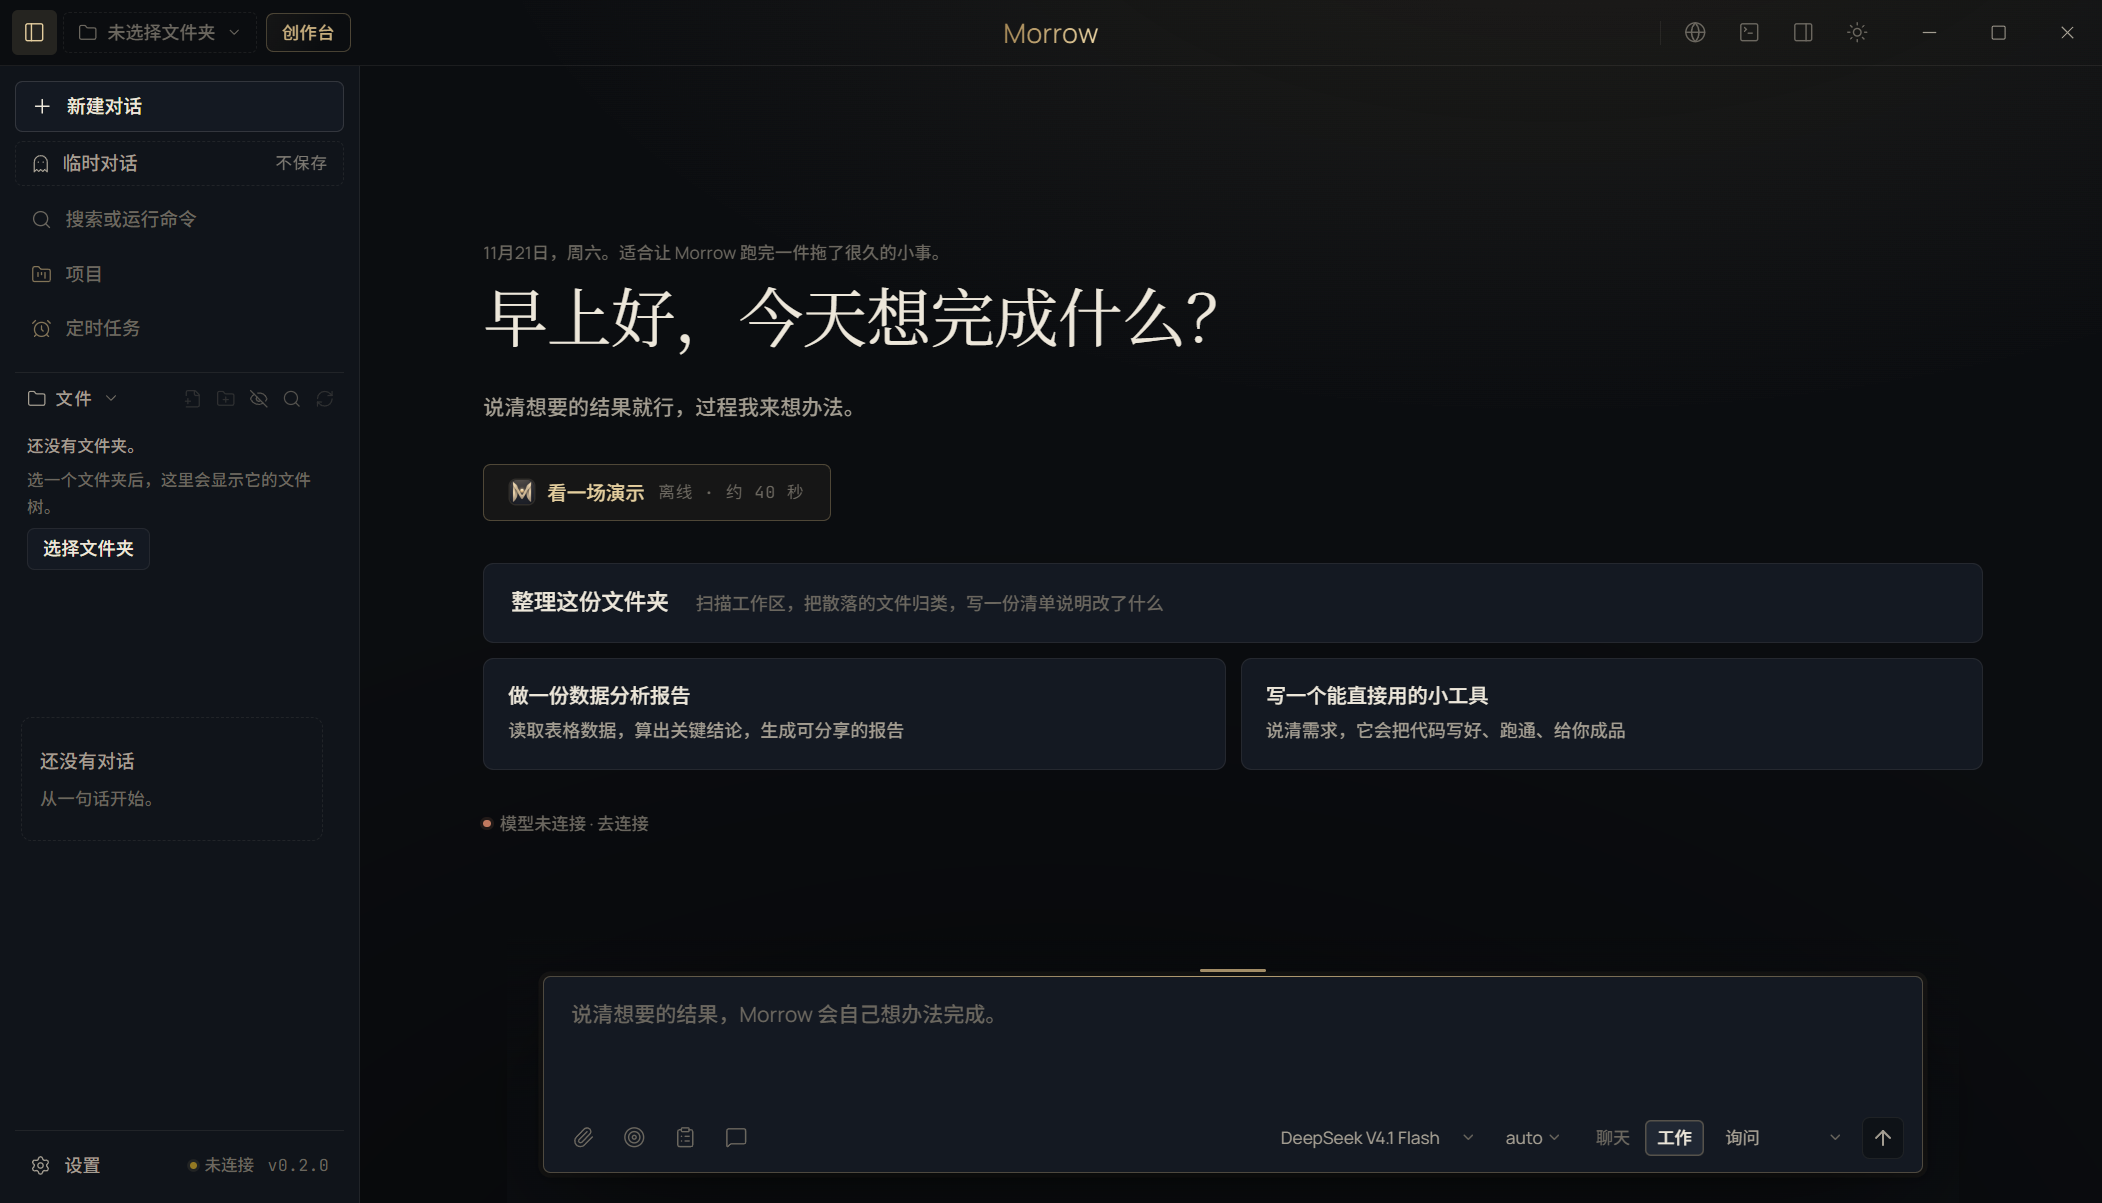 未选择文件夹
创作台
Morrow
新建对话
临时对话 不保存
搜索或运行命令
项目
定时任务
文件
还没有文件夹。
选一个文件夹后，这里会显示它的文件
树。
选择文件夹
还没有对话
从一句话开始。
设置
未连接 v0.2.0
11月21日，周六。适合让 Morrow 跑完一件拖了很久的小事。
早上好，今天想完成什么？
说清想要的结果就行，过程我来想办法。
看一场演示 离线 · 约 40 秒
整理这份文件夹 扫描工作区，把散落的文件归类，写一份清单说明改了什么
做一份数据分析报告
读取表格数据，算出关键结论，生成可分享的报告
写一个能直接用的小工具
说清需求，它会把代码写好、跑通、给你成品
模型未连接 · 去连接
说清想要的结果，Morrow 会自己想办法完成。
DeepSeek V4.1 Flash auto 聊天 工作 询问